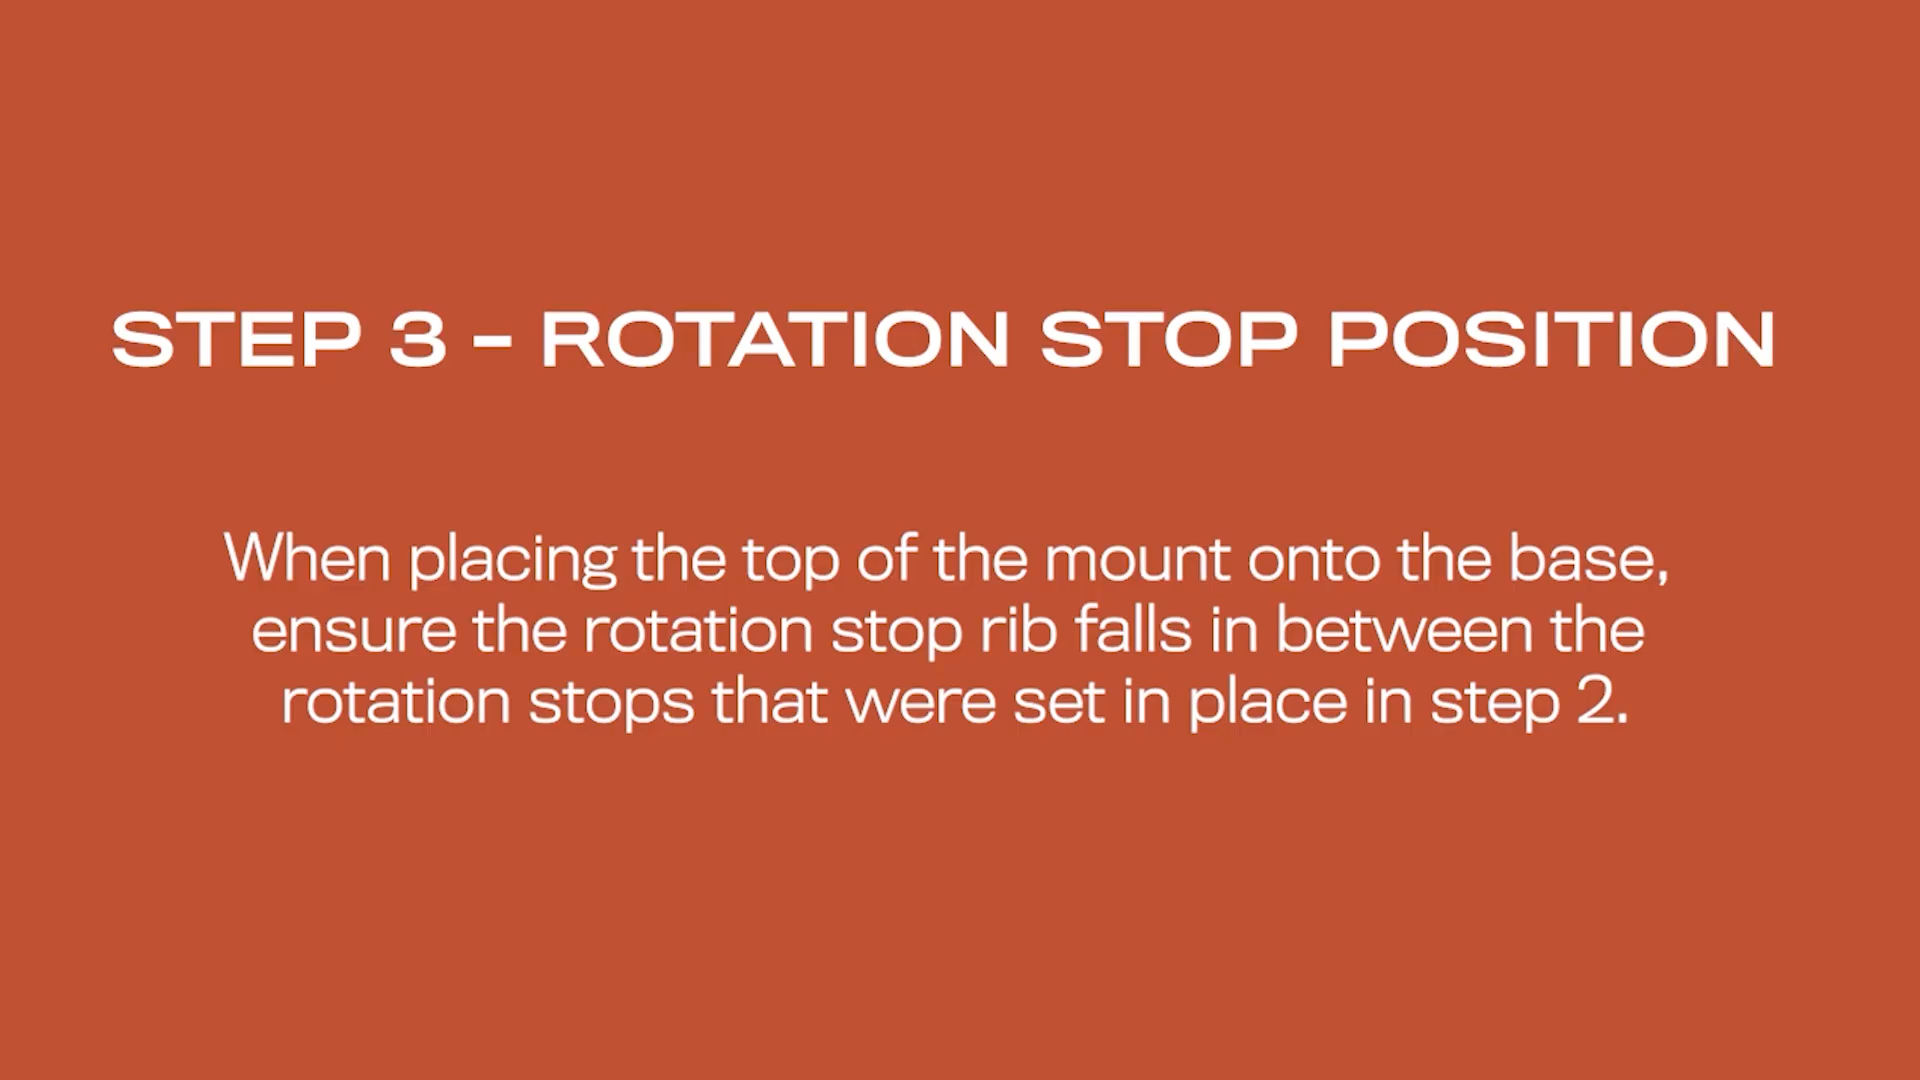 STEP 3 - ROTATION STOP POSITION
When placing the top of the mount onto the base,
ensure the rotation stop rib falls in between the
rotation stops that were set in place in step 2.